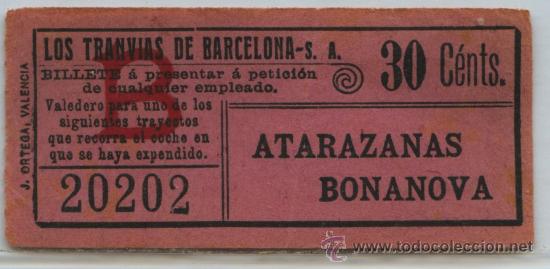 LOS TRANVIAS DE BARCELONA-S. A.
BILLETE á presentar á petición
de cualquier empleado.
30 Cénts.
Valedero para uno de los
siguientes trayectos
que recorra el coche en
que se haya expendido.
D
20202
ATARAZANAS
BONANOVA
J. ORTEGA, VALENCIA
www.todocoleccion.net